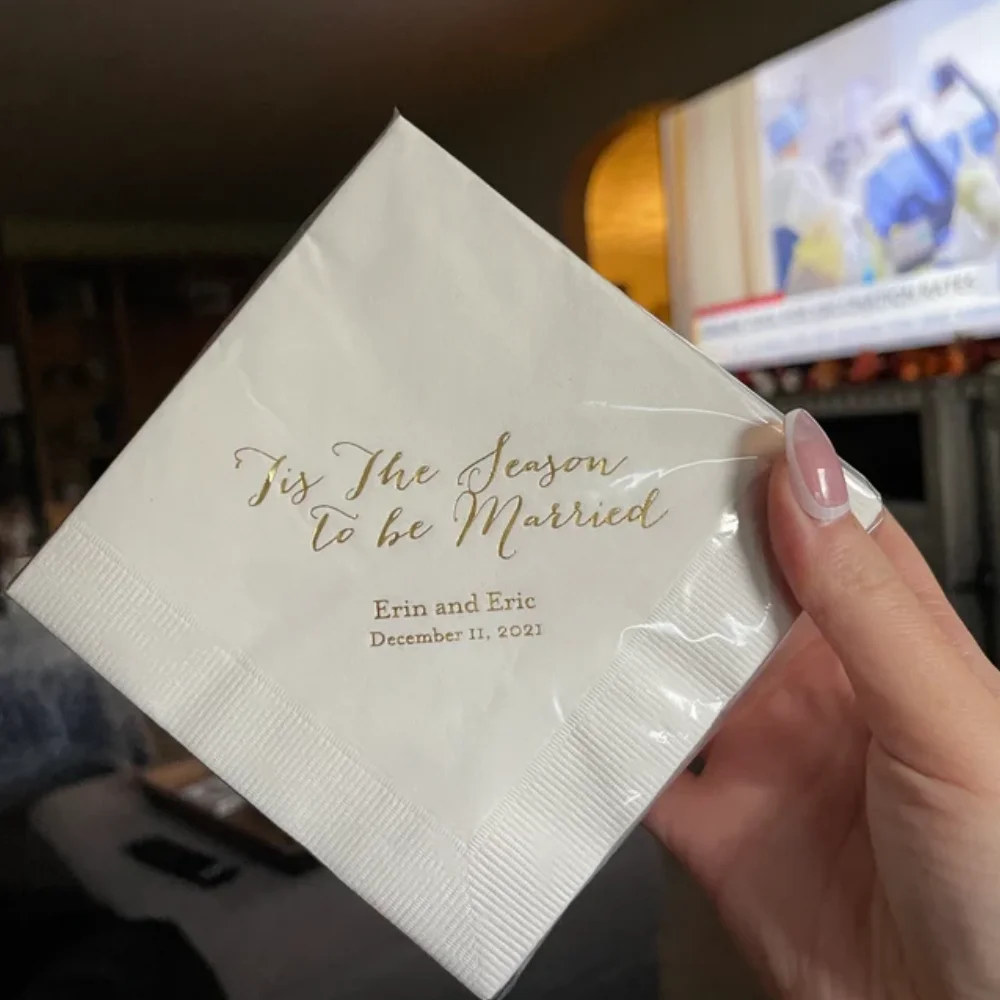 'Tis The Season
to be Married
Erin and Eric
December 11, 2021